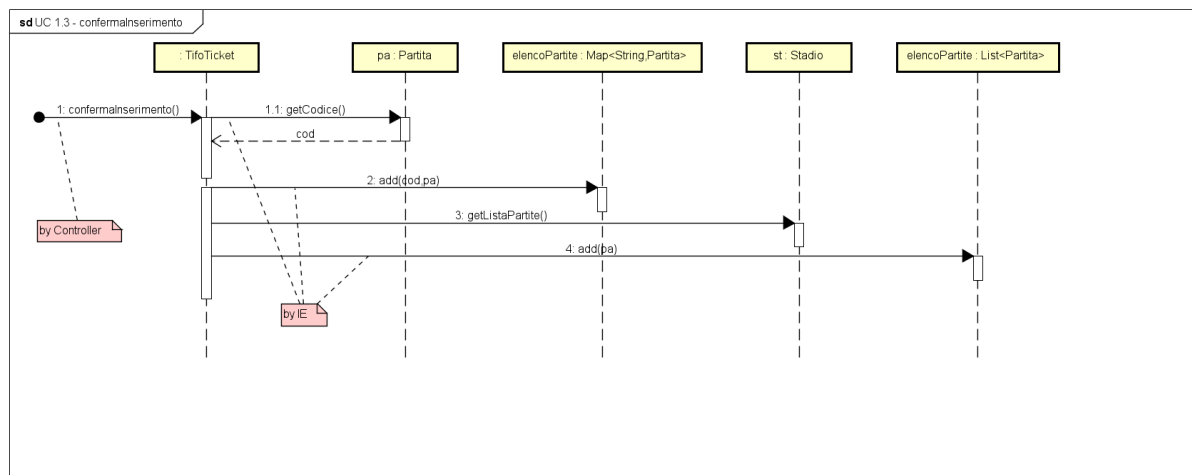 sd UC 1.3 - confermaInserimento
: TifoTicket
pa : Partita
elencoPartite : Map<String,Partita>
st : Stadio
elencoPartite : List<Partita>
1: confermaInserimento()
1.1: getCodice()
cod
2: add(cod,pa)
3: getListaPartite()
by Controller
4: add(pa)
by IE